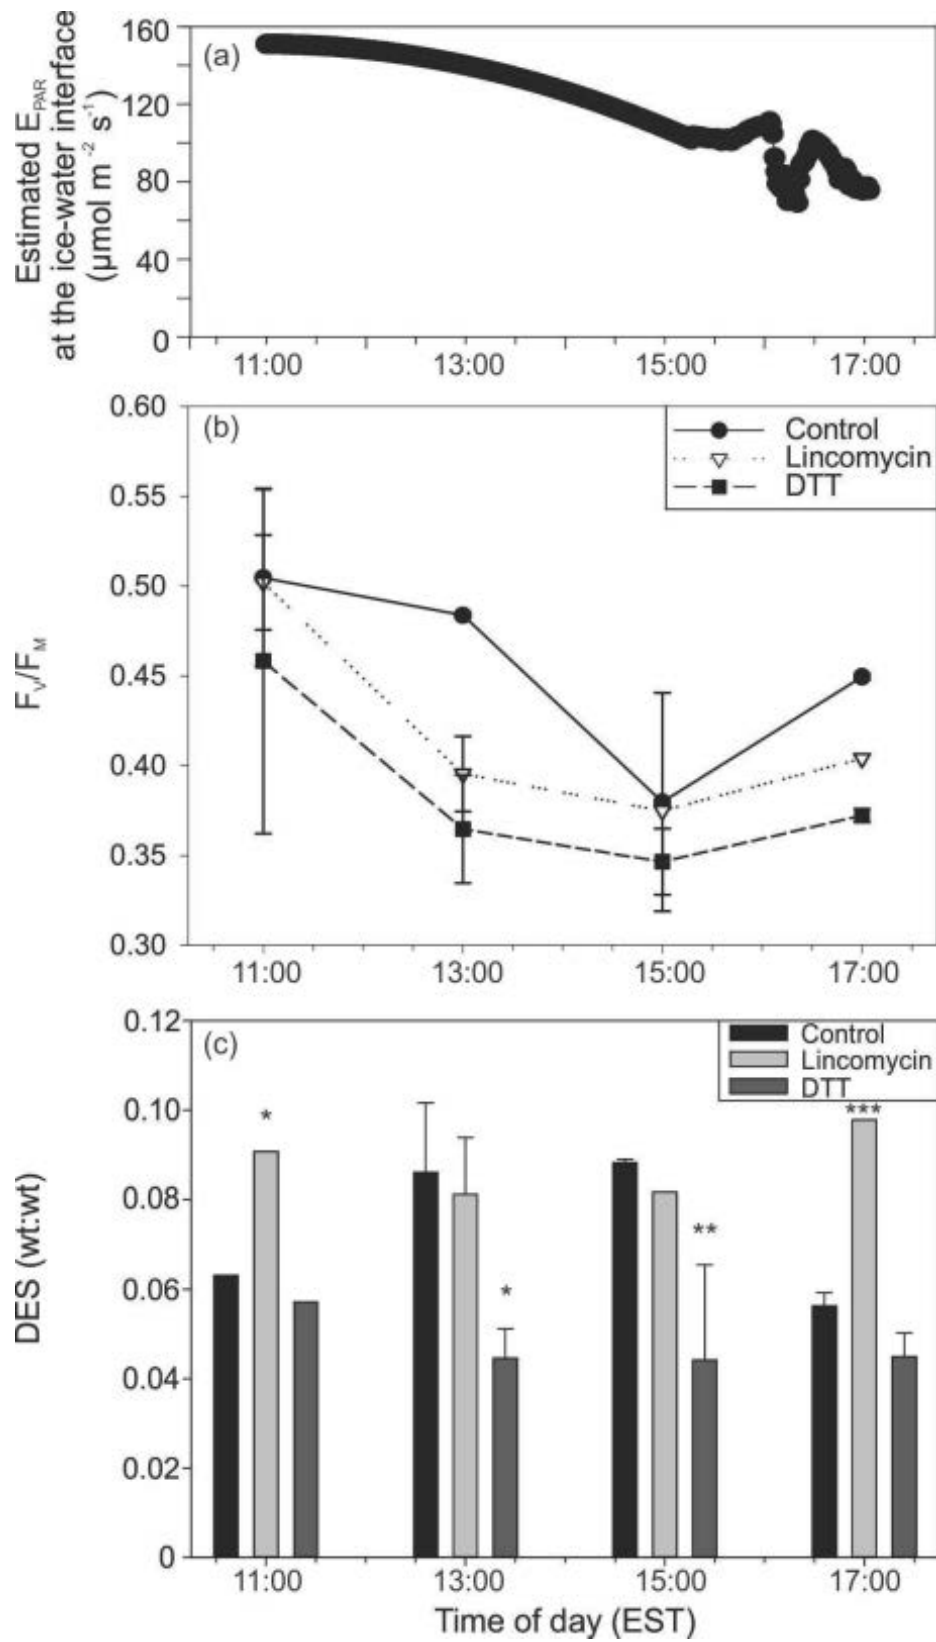 (a)
Estimated E_PAR
at the ice-water interface
(µmol m⁻² s⁻¹)
160
120
80
40
0
11:00 13:00 15:00 17:00
(b)
Control
Lincomycin
DTT
F_V/F_M
0.60
0.55
0.50
0.45
0.40
0.35
0.30
11:00 13:00 15:00 17:00
(c)
Control
Lincomycin
DTT
DES (wt:wt)
0.12
0.10
0.08
0.06
0.04
0.02
0
* * ** ***
11:00 13:00 15:00 17:00
Time of day (EST)